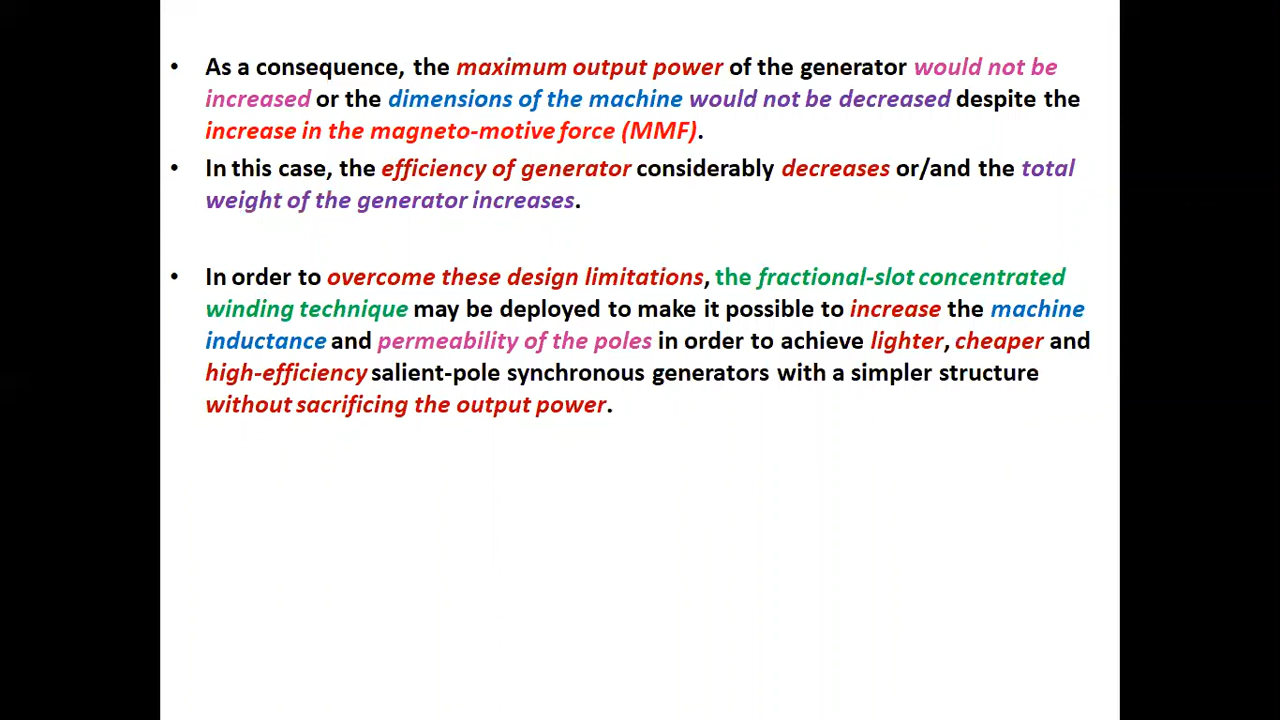 • As a consequence, the maximum output power of the generator would not be
increased or the dimensions of the machine would not be decreased despite the
increase in the magneto-motive force (MMF).
• In this case, the efficiency of generator considerably decreases or/and the total
weight of the generator increases.
• In order to overcome these design limitations, the fractional-slot concentrated
winding technique may be deployed to make it possible to increase the machine
inductance and permeability of the poles in order to achieve lighter, cheaper and
high-efficiency salient-pole synchronous generators with a simpler structure
without sacrificing the output power.